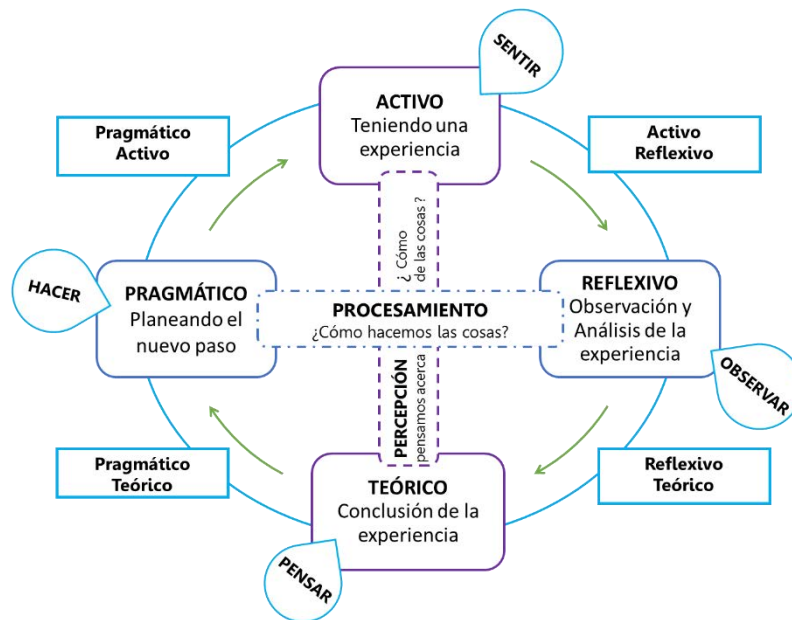 SENTIR
ACTIVO
Teniendo una
experiencia
Pragmático
Activo
Activo
Reflexivo
¿ Cómo
de las cosas ?
HACER
PRAGMÁTICO
Planeando el
nuevo paso
PROCESAMIENTO
¿Cómo hacemos las cosas?
REFLEXIVO
Observación y
Análisis de la
experiencia
OBSERVAR
PERCEPCIÓN
pensamos acerca
Pragmático
Teórico
TEÓRICO
Conclusión de la
experiencia
Reflexivo
Teórico
PENSAR